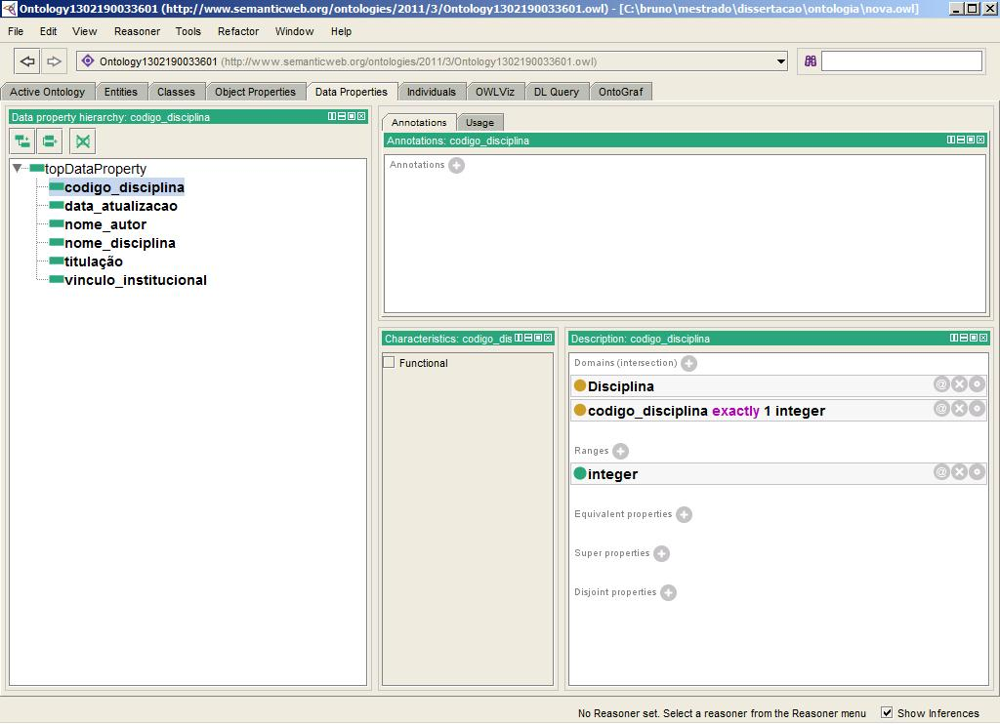 Ontology1302190033601 (http://www.semanticweb.org/ontologies/2011/3/Ontology1302190033601.owl) - [C:\bruno\mestrado\dissertacao\ontologia\nova.owl]
File Edit View Reasoner Tools Refactor Window Help
Ontology1302190033601 (http://www.semanticweb.org/ontologies/2011/3/Ontology1302190033601.owl)
Active Ontology Entities Classes Object Properties Data Properties Individuals OWLViz DL Query OntoGraf
Data property hierarchy: codigo_disciplina
topDataProperty
codigo_disciplina
data_atualizacao
nome_autor
nome_disciplina
titulação
vinculo_institucional
Annotations Usage
Annotations: codigo_disciplina
Annotations
Characteristics: codigo_dis
Functional
Description: codigo_disciplina
Domains (intersection)
Disciplina
codigo_disciplina exactly 1 integer
Ranges
integer
Equivalent properties
Super properties
Disjoint properties
No Reasoner set. Select a reasoner from the Reasoner menu Show Inferences